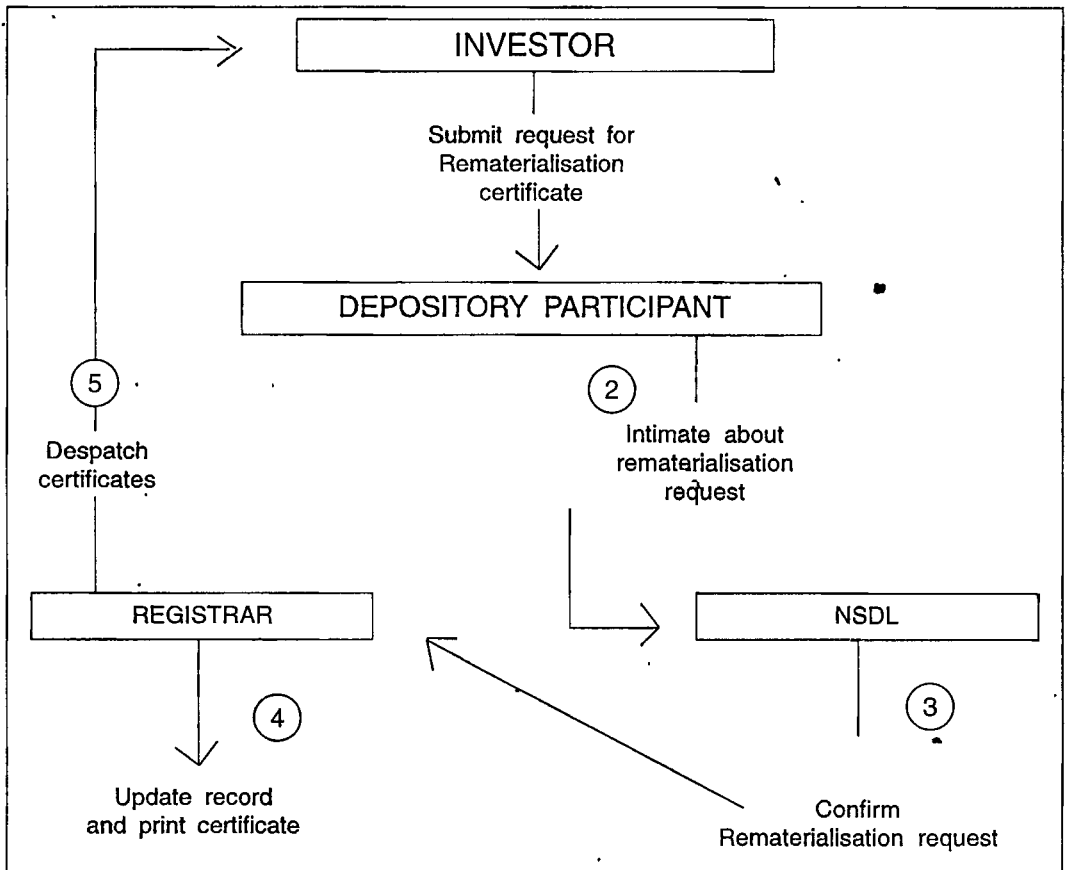 INVESTOR
Submit request for
Rematerialisation
certificate
DEPOSITORY PARTICIPANT
5
2
Despatch
certificates
Intimate about
rematerialisation
request
REGISTRAR
NSDL
4
3
Update record
and print certificate
Confirm
Rematerialisation request